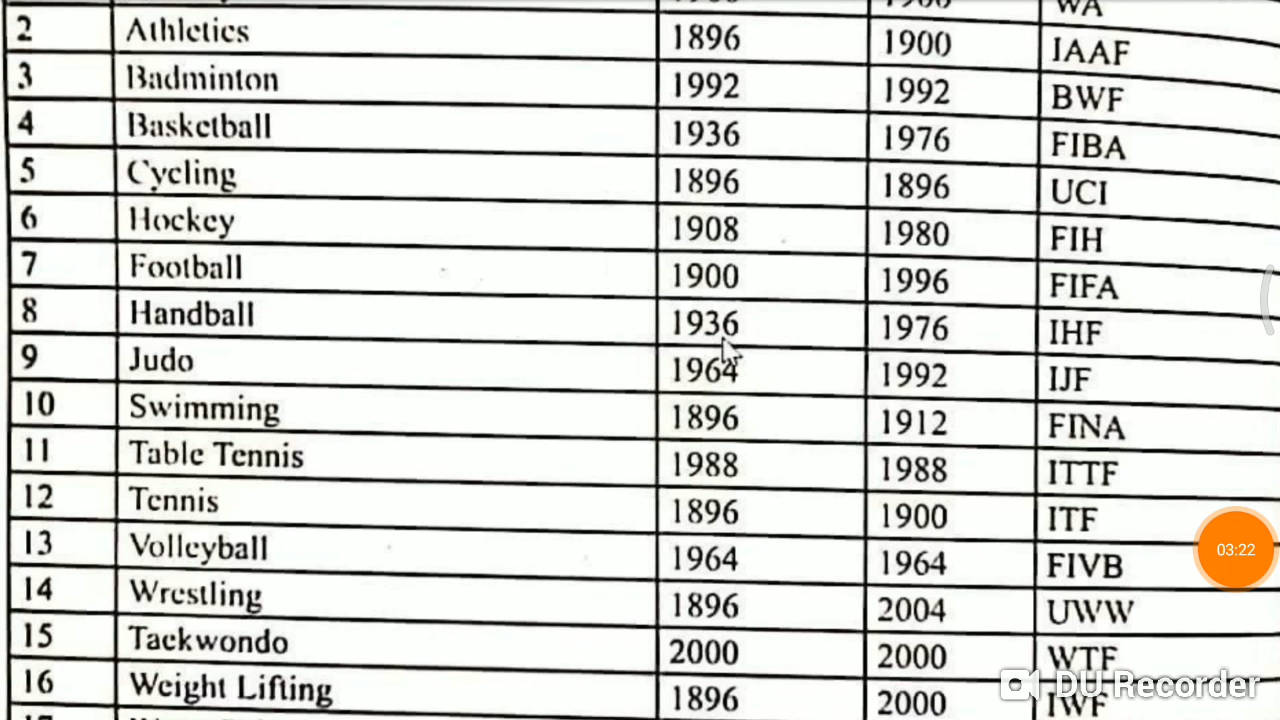 WA
2 Athletics 1896 1900 IAAF
3 Badminton 1992 1992 BWF
4 Basketball 1936 1976 FIBA
5 Cycling 1896 1896 UCI
6 Hockey 1908 1980 FIH
7 Football 1900 1996 FIFA
8 Handball 1936 1976 IHF
9 Judo 1964 1992 IJF
10 Swimming 1896 1912 FINA
11 Table Tennis 1988 1988 ITTF
12 Tennis 1896 1900 ITF
13 Volleyball 1964 1964 FIVB
14 Wrestling 1896 2004 UWW
15 Taekwondo 2000 2000 WTF
16 Weight Lifting 1896 2000 IWF
03:22
DU Recorder